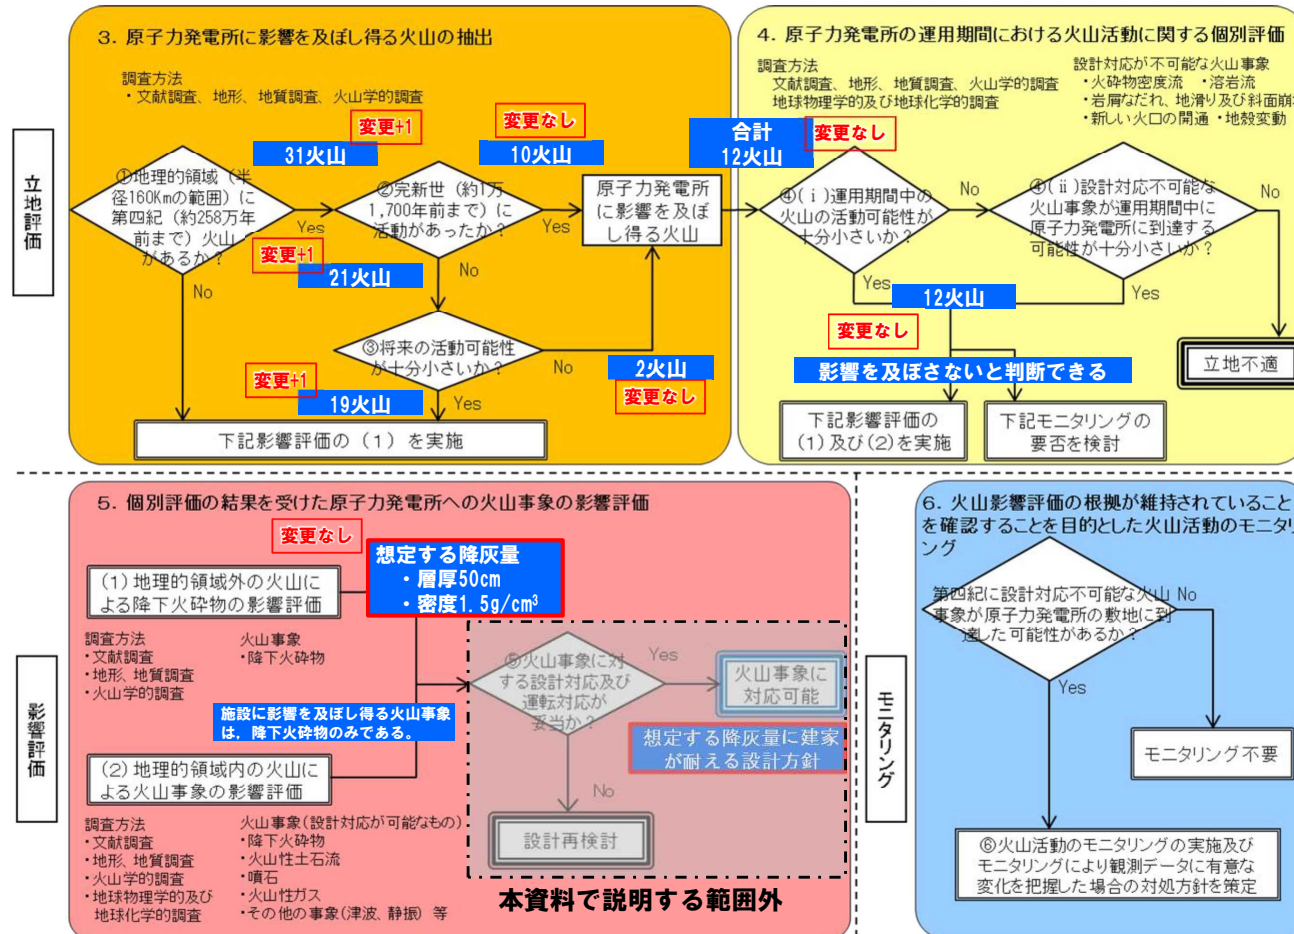 立地評価
3. 原子力発電所に影響を及ぼし得る火山の抽出
調査方法
・文献調査、地形、地質調査、火山学的調査
変更+1
31火山
変更なし
10火山
①地理的領域（半
径160Kmの範囲）に
第四紀（約258万年
前まで）火山
があるか？
Yes
No
変更+1
21火山
②完新世（約1万
1,700年前まで）に
活動があったか？
Yes
No
原子力発電所
に影響を及ぼ
し得る火山
③将来の活動可能性
が十分小さいか？
No
Yes
2火山
変更なし
変更+1
19火山
下記影響評価の（1）を実施
4. 原子力発電所の運用期間における火山活動に関する個別評価
調査方法
文献調査、地形、地質調査、火山学的調査
地球物理学的及び地球化学的調査
設計対応が不可能な火山事象
・火砕物密度流 ・溶岩流
・岩屑なだれ、地滑り及び斜面崩
・新しい火口の開通 ・地殻変動
合計
12火山
変更なし
④(ⅰ)運用期間中の
火山の活動可能性が
十分小さいか？
No
Yes
④(ⅱ)設計対応不可能な
火山事象が運用期間中に
原子力発電所に到達する
可能性が十分小さいか？
No
Yes
12火山
変更なし
影響を及ぼさないと判断できる
立地不適
下記影響評価の
(1)及び(2)を実施
下記モニタリングの
要否を検討
影響評価
5. 個別評価の結果を受けた原子力発電所への火山事象の影響評価
変更なし
想定する降灰量
・層厚50cm
・密度1.5g/cm³
(1)地理的領域外の火山に
よる降下火砕物の影響評価
調査方法
・文献調査
・地形、地質調査
・火山学的調査
火山事象
・降下火砕物
施設に影響を及ぼし得る火山事象
は，降下火砕物のみである。
(2)地理的領域内の火山に
よる火山事象の影響評価
調査方法
・文献調査
・地形、地質調査
・火山学的調査
・地球物理学的及び
地球化学的調査
火山事象(設計対応が可能なもの)
・降下火砕物
・火山性土石流
・噴石
・火山性ガス
・その他の事象(津波、静振）等
⑤火山事象に対
する設計対応及び
運転対応が
妥当か？
Yes
No
火山事象に
対応可能
想定する降灰量に建家
が耐える設計方針
設計再検討
本資料で説明する範囲外
モニタリング
6. 火山影響評価の根拠が維持されていること
を確認することを目的とした火山活動のモニタリ
ング
第四紀に設計対応不可能な火山
事象が原子力発電所の敷地に到
達した可能性があるか？
No
Yes
モニタリング不要
⑥火山活動のモニタリングの実施及び
モニタリングにより観測データに有意な
変化を把握した場合の対処方針を策定